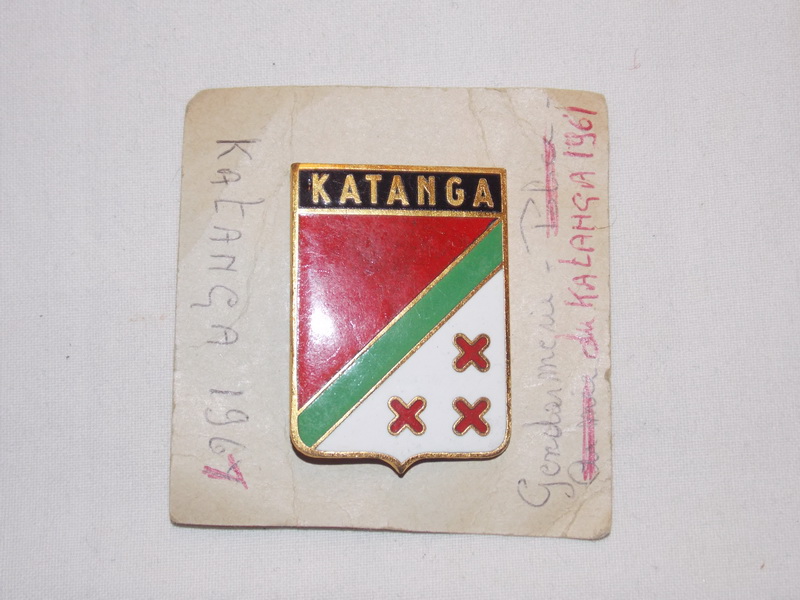 KATANGA
KATANGA 1961
Gendarmerie -
du KATANGA 1961